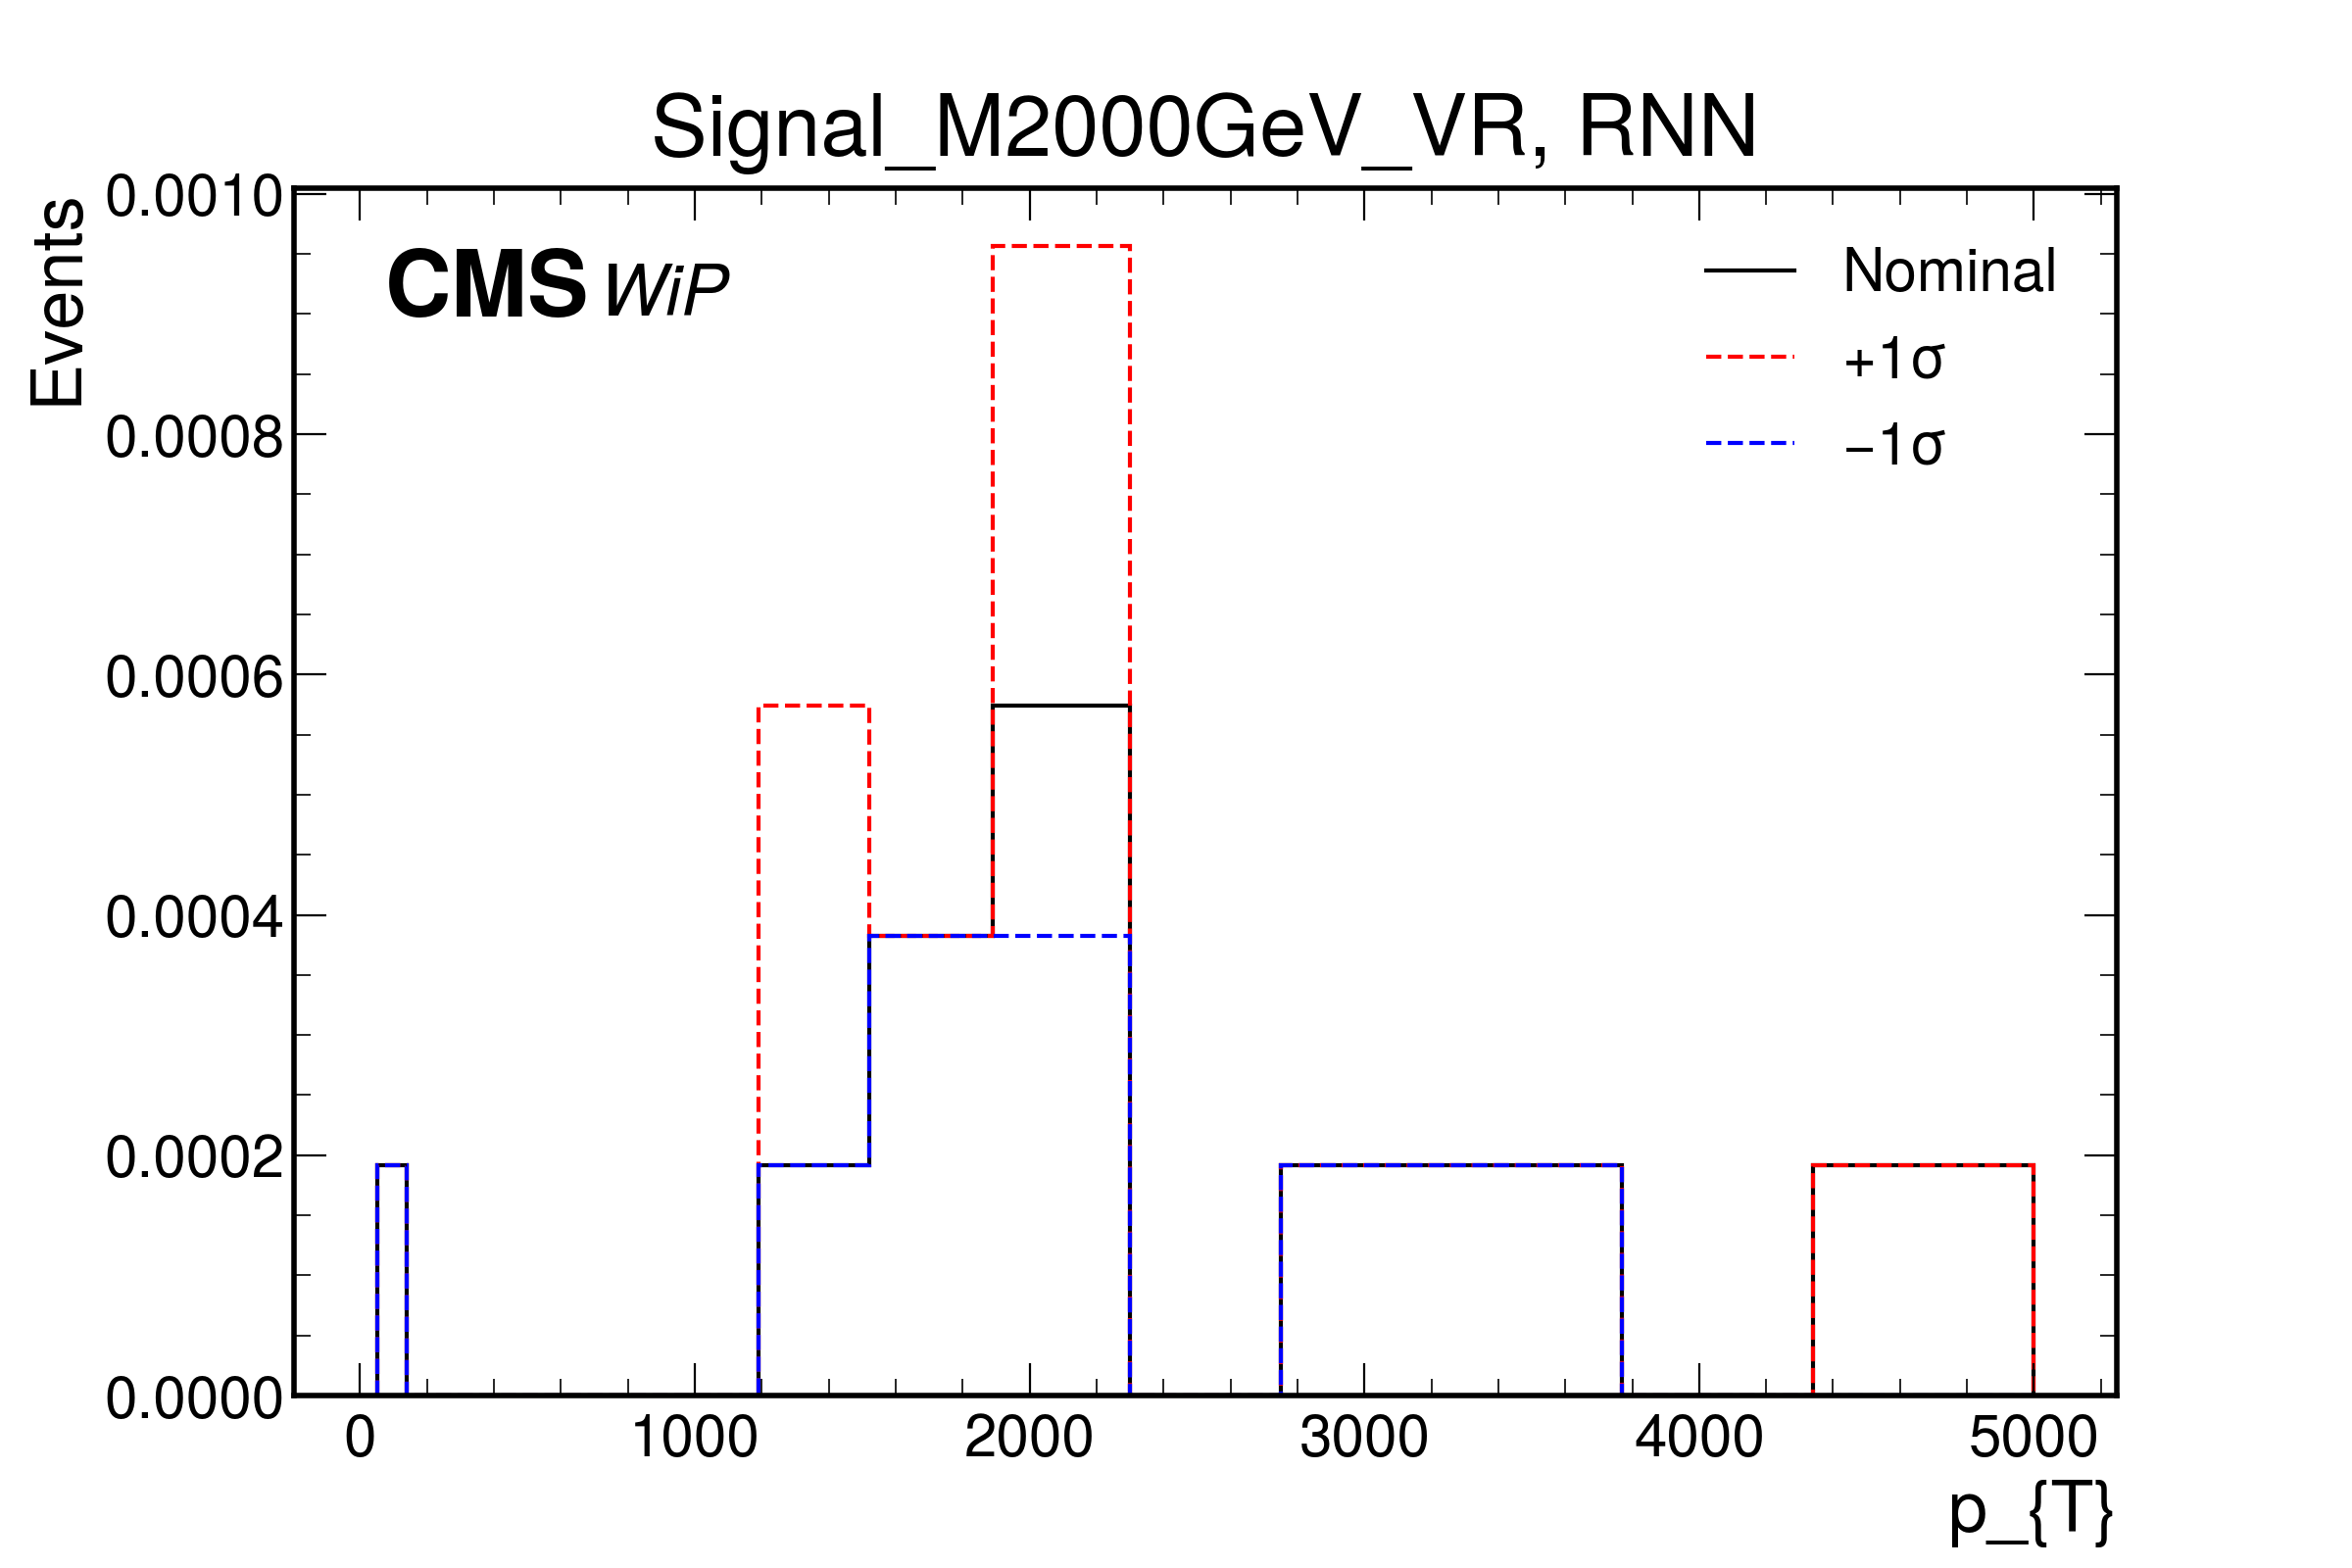 Signal_M2000GeV_VR, RNN
Events
CMS WiP
Nominal
+1σ
−1σ
0.0010
0.0008
0.0006
0.0004
0.0002
0.0000
0 1000 2000 3000 4000 5000
p_{T}